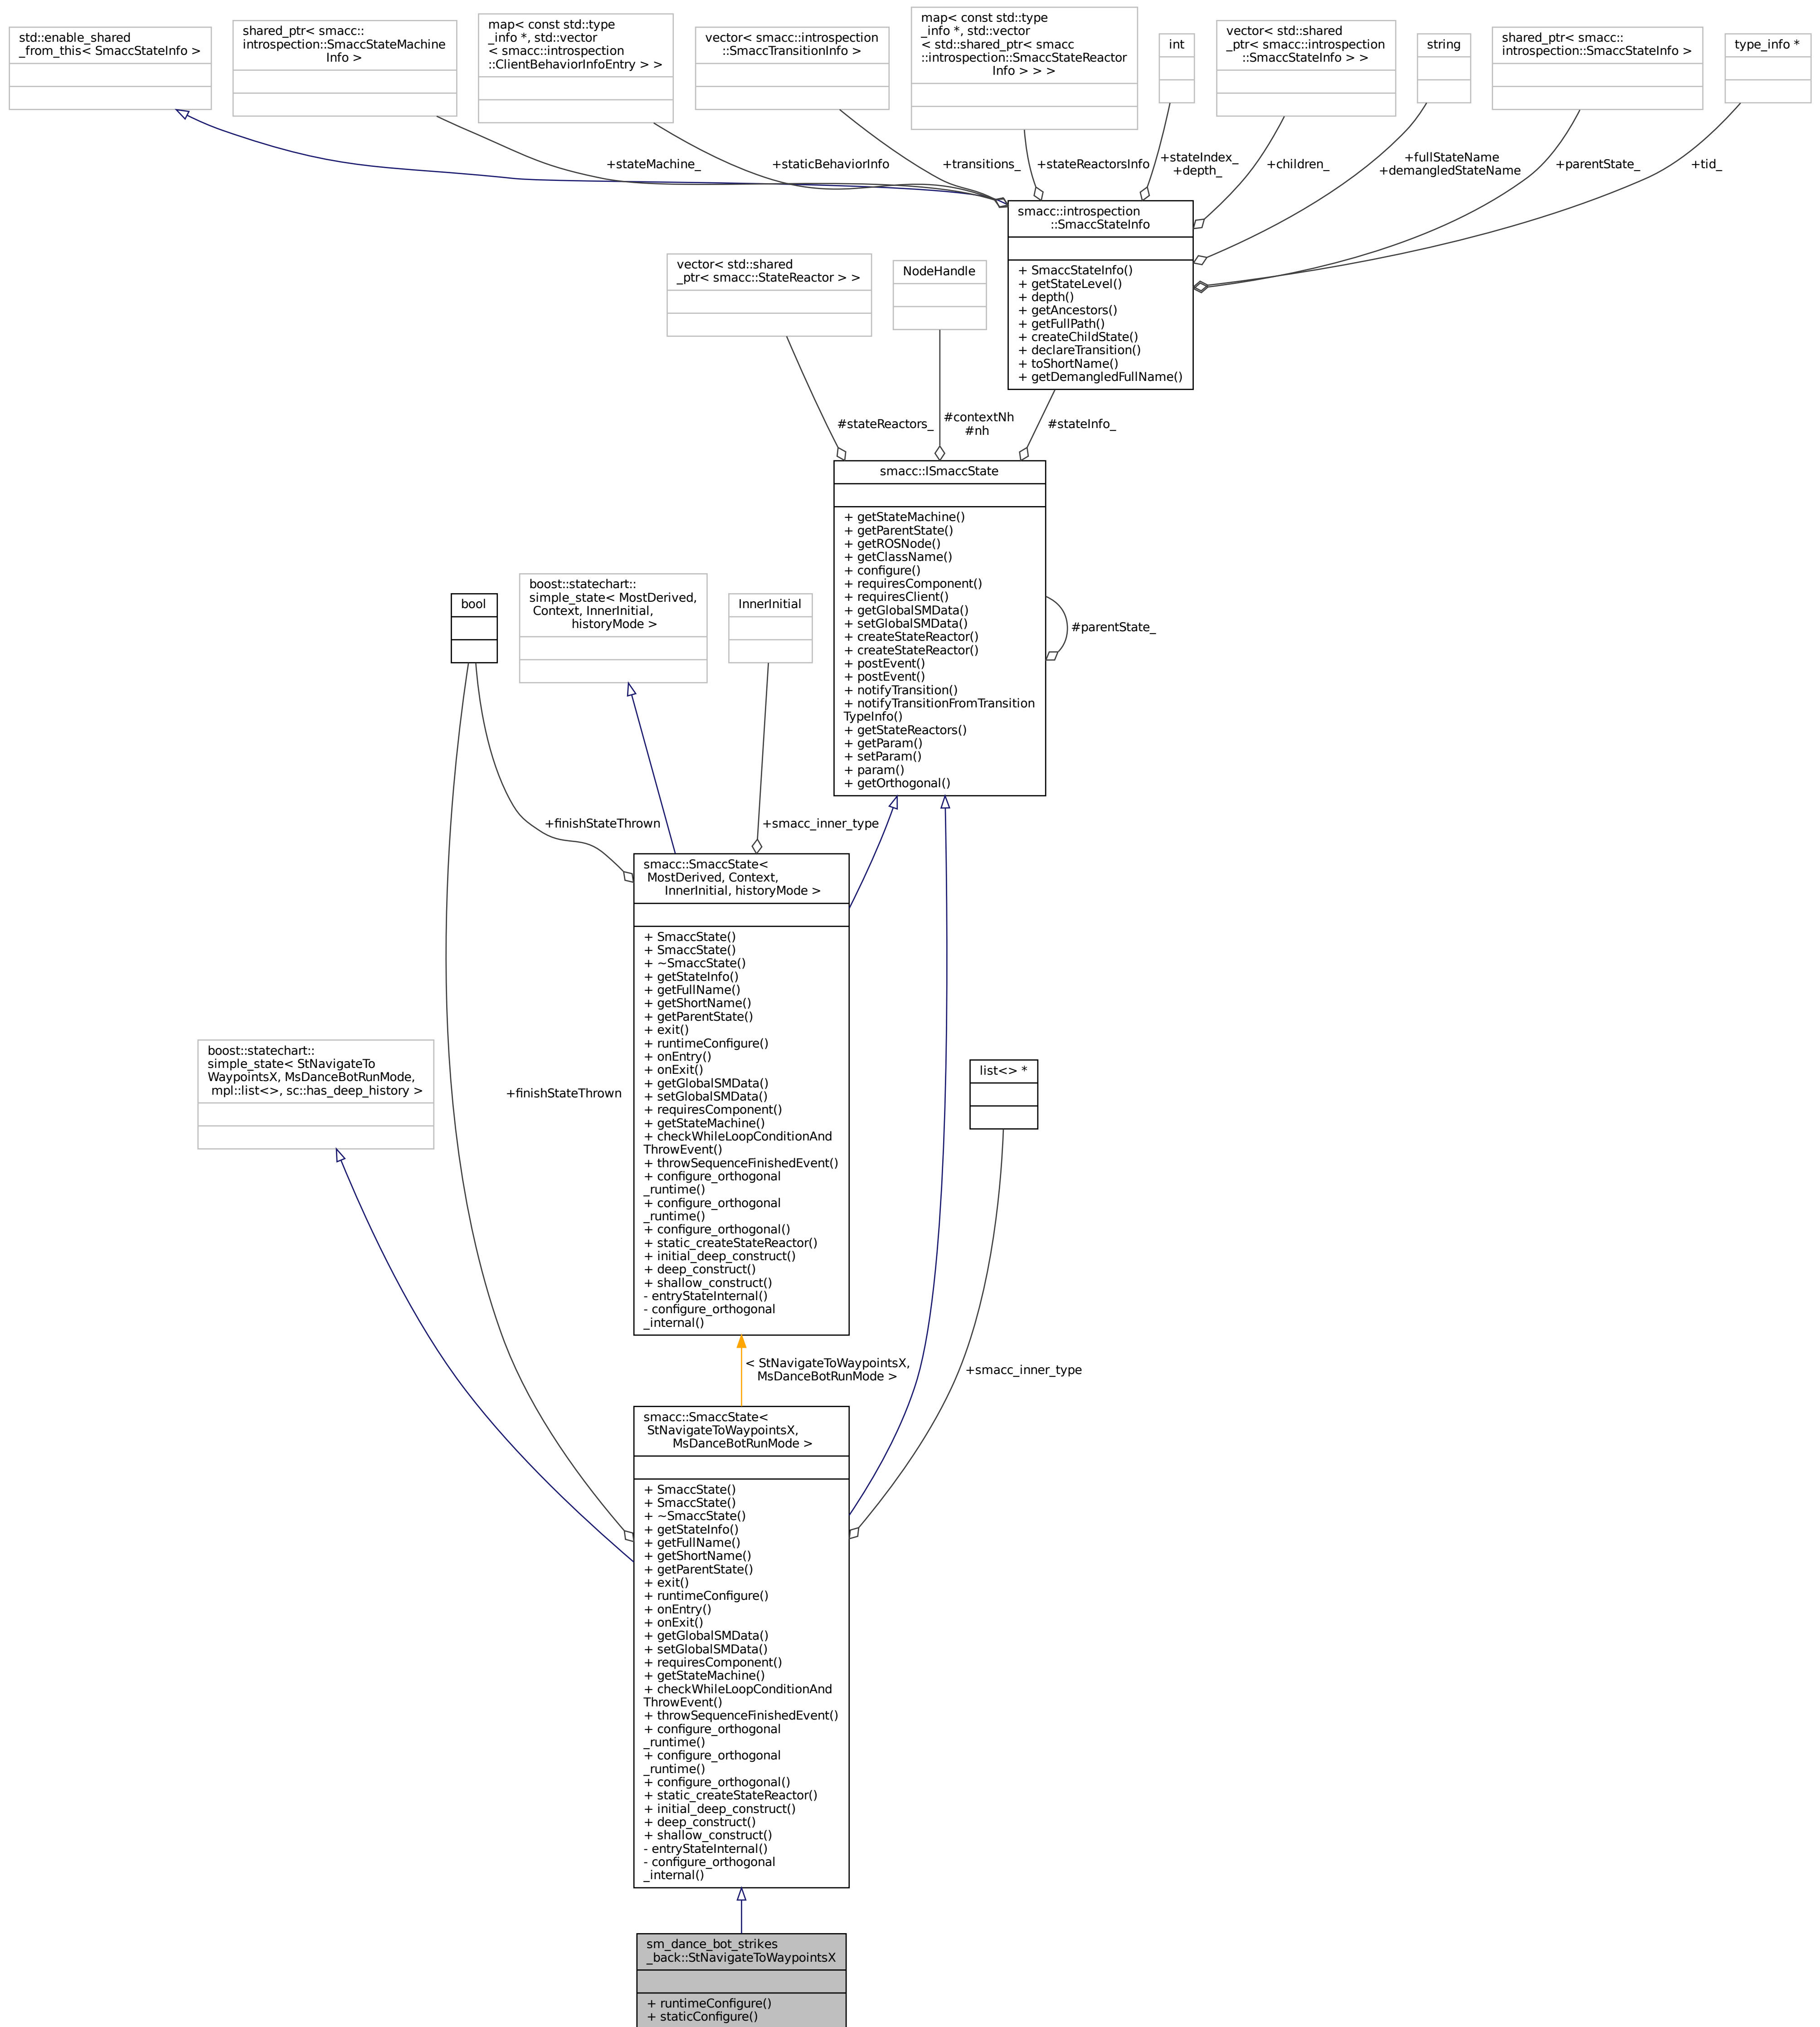 std::enable_shared
_from_this< SmaccStateInfo >
shared_ptr< smacc::
introspection::SmaccStateMachine
Info >
map< const std::type
_info *, std::vector
< smacc::introspection
::ClientBehaviorInfoEntry > >
vector< smacc::introspection
::SmaccTransitionInfo >
map< const std::type
_info *, std::vector
< std::shared_ptr< smacc
::introspection::SmaccStateReactor
Info > > >
int
vector< std::shared
_ptr< smacc::introspection
::SmaccStateInfo > >
string
shared_ptr< smacc::
introspection::SmaccStateInfo >
type_info *
+stateMachine_
+staticBehaviorInfo
+transitions_
+stateReactorsInfo
+stateIndex_
+depth_
+children_
+fullStateName
+demangledStateName
+parentState_
+tid_
smacc::introspection
::SmaccStateInfo
+ SmaccStateInfo()
+ getStateLevel()
+ depth()
+ getAncestors()
+ getFullPath()
+ createChildState()
+ declareTransition()
+ toShortName()
+ getDemangledFullName()
vector< std::shared
_ptr< smacc::StateReactor > >
NodeHandle
#stateReactors_
#contextNh
#nh
#stateInfo_
smacc::ISmaccState
+ getStateMachine()
+ getParentState()
+ getROSNode()
+ getClassName()
+ configure()
+ requiresComponent()
+ requiresClient()
+ getGlobalSMData()
+ setGlobalSMData()
+ createStateReactor()
+ createStateReactor()
+ postEvent()
+ postEvent()
+ notifyTransition()
+ notifyTransitionFromTransition
TypeInfo()
+ getStateReactors()
+ getParam()
+ setParam()
+ param()
+ getOrthogonal()
#parentState_
bool
boost::statechart::
simple_state< MostDerived,
Context, InnerInitial,
historyMode >
InnerInitial
+finishStateThrown
+smacc_inner_type
smacc::SmaccState<
MostDerived, Context,
InnerInitial, historyMode >
+ SmaccState()
+ SmaccState()
+ ~SmaccState()
+ getStateInfo()
+ getFullName()
+ getShortName()
+ getParentState()
+ exit()
+ runtimeConfigure()
+ onEntry()
+ onExit()
+ getGlobalSMData()
+ setGlobalSMData()
+ requiresComponent()
+ getStateMachine()
+ checkWhileLoopConditionAnd
ThrowEvent()
+ throwSequenceFinishedEvent()
+ configure_orthogonal
_runtime()
+ configure_orthogonal
_runtime()
+ configure_orthogonal()
+ static_createStateReactor()
+ initial_deep_construct()
+ deep_construct()
+ shallow_construct()
- entryStateInternal()
- configure_orthogonal
_internal()
boost::statechart::
simple_state< StNavigateTo
WaypointsX, MsDanceBotRunMode,
mpl::list<>, sc::has_deep_history >
+finishStateThrown
list<> *
< StNavigateToWaypointsX,
MsDanceBotRunMode >
+smacc_inner_type
smacc::SmaccState<
StNavigateToWaypointsX,
MsDanceBotRunMode >
+ SmaccState()
+ SmaccState()
+ ~SmaccState()
+ getStateInfo()
+ getFullName()
+ getShortName()
+ getParentState()
+ exit()
+ runtimeConfigure()
+ onEntry()
+ onExit()
+ getGlobalSMData()
+ setGlobalSMData()
+ requiresComponent()
+ getStateMachine()
+ checkWhileLoopConditionAnd
ThrowEvent()
+ throwSequenceFinishedEvent()
+ configure_orthogonal
_runtime()
+ configure_orthogonal
_runtime()
+ configure_orthogonal()
+ static_createStateReactor()
+ initial_deep_construct()
+ deep_construct()
+ shallow_construct()
- entryStateInternal()
- configure_orthogonal
_internal()
sm_dance_bot_strikes
_back::StNavigateToWaypointsX
+ runtimeConfigure()
+ staticConfigure()